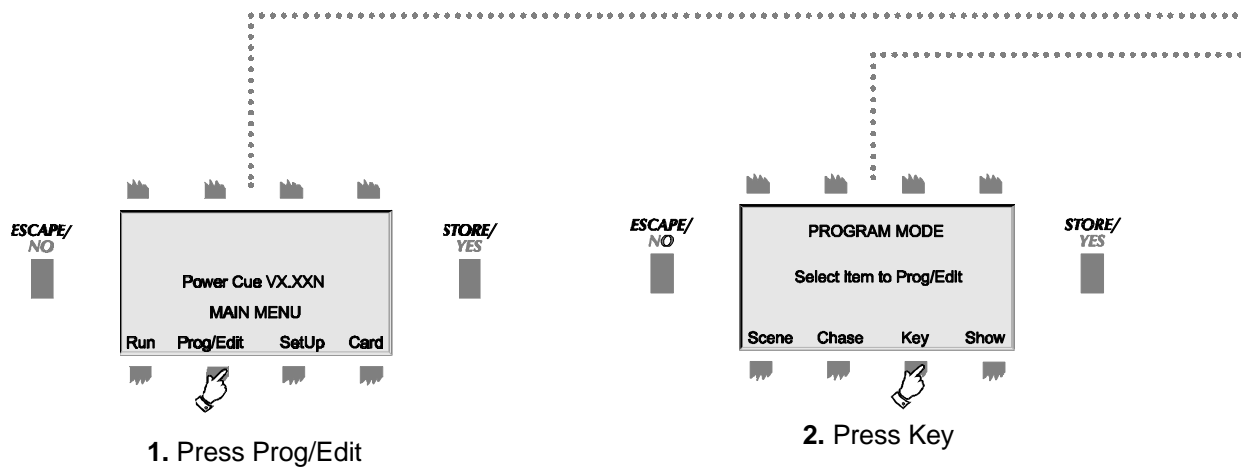 ESCAPE/
NO
STORE/
YES
Power Cue VX.XXN
MAIN MENU
Run Prog/Edit SetUp Card
1. Press Prog/Edit
ESCAPE/
NO
STORE/
YES
PROGRAM MODE
Select Item to Prog/Edit
Scene Chase Key Show
2. Press Key